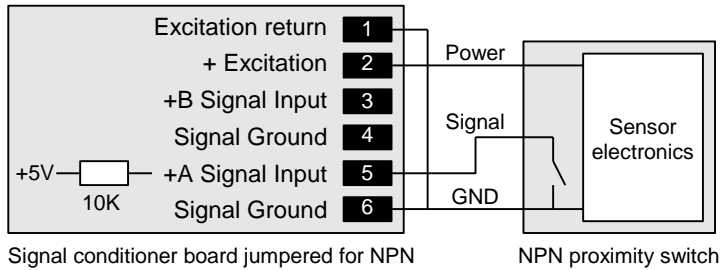 Excitation return 1
+ Excitation 2
+B Signal Input 3
Signal Ground 4
+5V 10K +A Signal Input 5
Signal Ground 6
Power
Signal
GND
Sensor
electronics
Signal conditioner board jumpered for NPN
NPN proximity switch